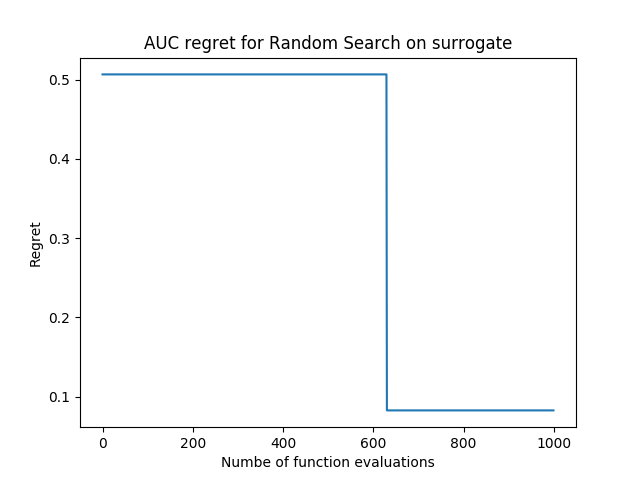 AUC regret for Random Search on surrogate
0.5
0.4
0.3
0.2
0.1
Regret
0 200 400 600 800 1000
Numbe of function evaluations